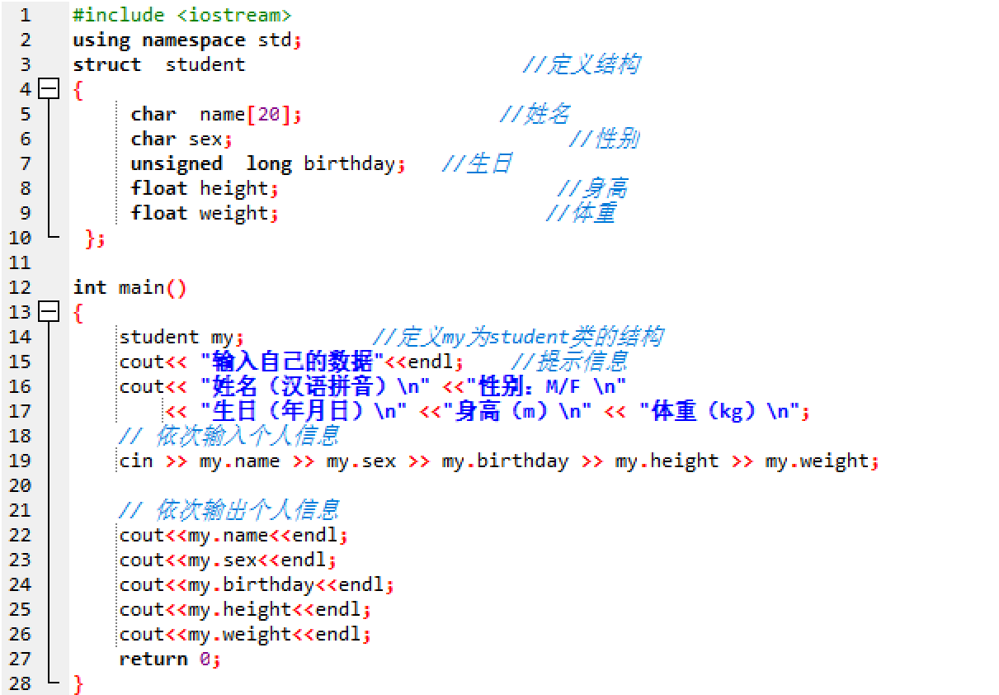 1 #include <iostream>
2 using namespace std;
3 struct  student                        //定义结构
4 {
5      char  name[20];                 //姓名
6      char sex;                             //性别
7      unsigned  long birthday;   //生日
8      float height;                        //身高
9      float weight;                       //体重
10  };
11
12 int main()
13 {
14     student my;           //定义my为student类的结构
15     cout<< "输入自己的数据"<<endl;    //提示信息
16     cout<< "姓名（汉语拼音）\n" <<"性别：M/F \n"
17         << "生日（年月日）\n" <<"身高（m）\n" << "体重（kg）\n";
18     // 依次输入个人信息
19     cin >> my.name >> my.sex >> my.birthday >> my.height >> my.weight;
20
21     // 依次输出个人信息
22     cout<<my.name<<endl;
23     cout<<my.sex<<endl;
24     cout<<my.birthday<<endl;
25     cout<<my.height<<endl;
26     cout<<my.weight<<endl;
27     return 0;
28 }